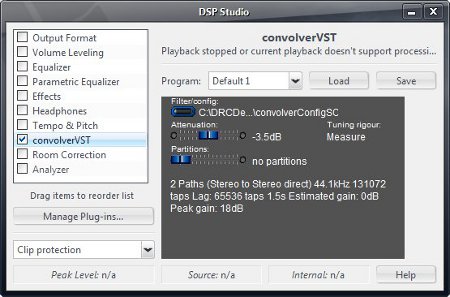 DSP Studio
Output Format
Volume Leveling
Equalizer
Parametric Equalizer
Effects
Headphones
Tempo & Pitch
convolverVST
Room Correction
Analyzer
Drag items to reorder list
Manage Plug-ins...
Clip protection
convolverVST
Playback stopped or current playback doesn't support processi...
Program: Default 1 Load Save
Filter/config:
C:\DRCDe...\convolverConfigSC
Attenuation: Tuning rigour:
-3.5dB Measure
Partitions:
no partitions
2 Paths (Stereo to Stereo direct) 44.1kHz 131072
taps Lag: 65536 taps 1.5s Estimated gain: 0dB
Peak gain: 18dB
Peak Level: n/a Source: n/a Internal: n/a Help